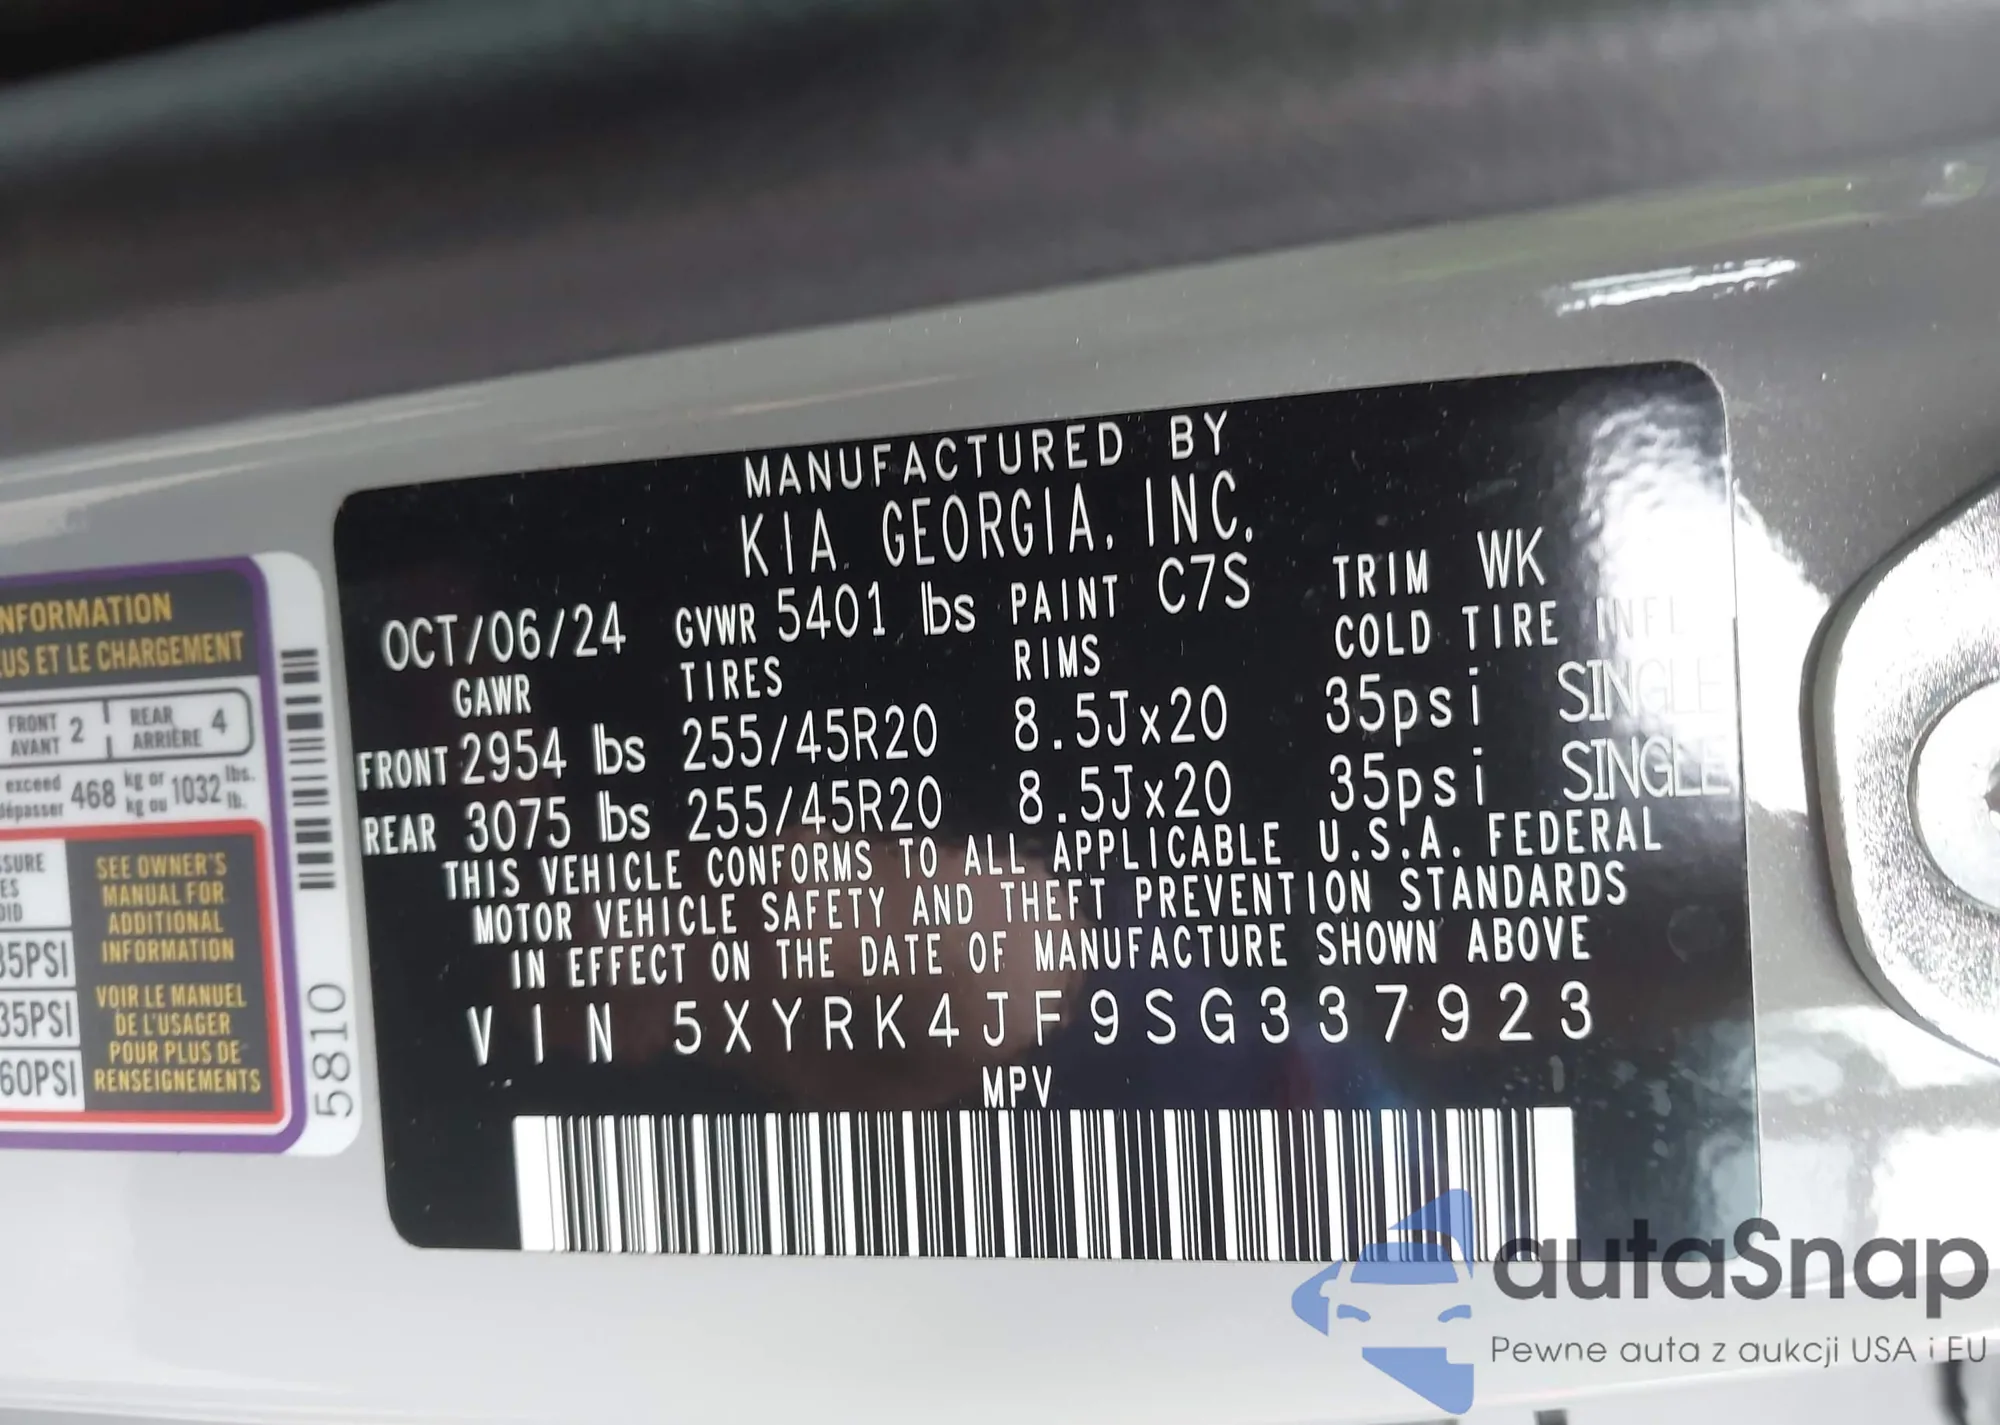 MANUFACTURED BY
KIA GEORGIA, INC.
OCT/06/24 GVWR 5401 lbs PAINT C7S TRIM WK
GAWR TIRES RIMS COLD TIRE INFL
FRONT 2954 lbs 255/45R20 8.5Jx20 35psi SINGLE
REAR 3075 lbs 255/45R20 8.5Jx20 35psi SINGLE
THIS VEHICLE CONFORMS TO ALL APPLICABLE U.S.A. FEDERAL
MOTOR VEHICLE SAFETY AND THEFT PREVENTION STANDARDS
IN EFFECT ON THE DATE OF MANUFACTURE SHOWN ABOVE
VIN 5XYRK4JF9SG337923
MPV
ET LE CHARGEMENT
FRONT 2 REAR 4
AVANT ARRIÈRE
exceed 468 kg or 1032 lbs.
kg ou lb.
SEE OWNER'S
MANUAL FOR
ADDITIONAL
INFORMATION
VOIR LE MANUEL
DE L'USAGER
POUR PLUS DE
RENSEIGNEMENTS
35PSI
60PSI
5810
autaSnap
Pewne auta z aukcji USA i EU